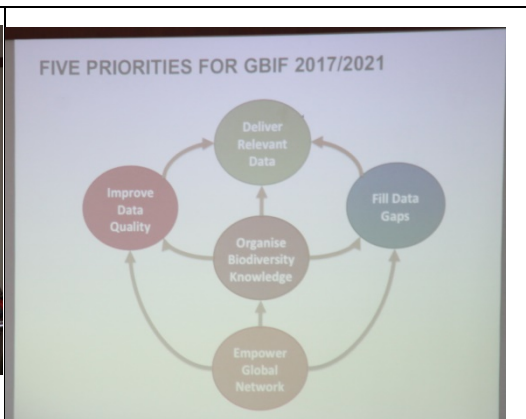 FIVE PRIORITIES FOR GBIF 2017/2021
Deliver
Relevant
Data
Improve
Data
Quality
Fill Data
Gaps
Organise
Biodiversity
Knowledge
Empower
Global
Network